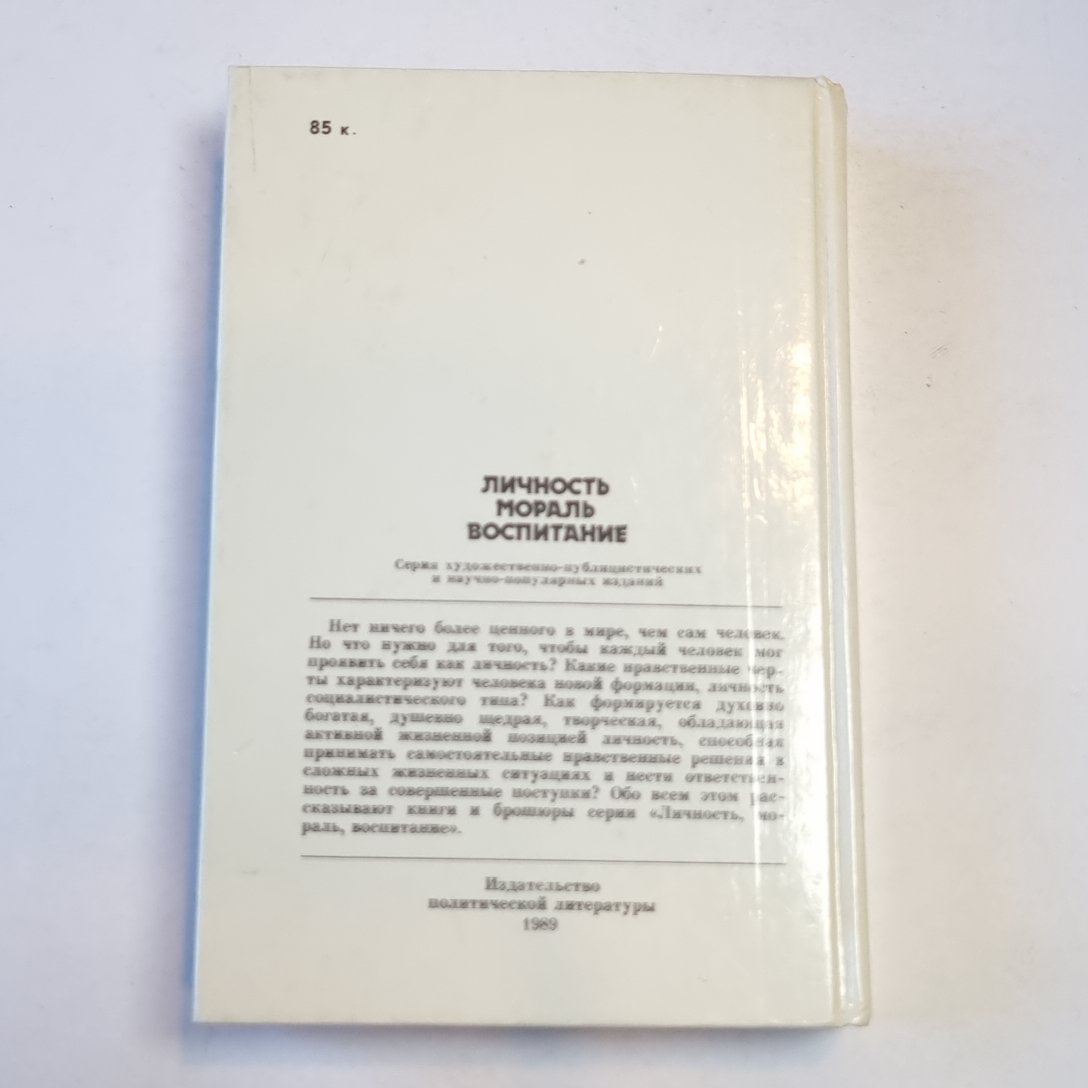 85 к.
ЛИЧНОСТЬ
МОРАЛЬ
ВОСПИТАНИЕ
Серия художественно-публицистических
и научно-популярных изданий
Нет ничего более ценного в мире, чем сам человек.
Но что нужно для того, чтобы каждый человек мог
проявить себя как личность? Какие нравственные чер-
ты характеризуют человека новой формации, личность
социалистического типа? Как формируется духовно
богатая, душевно щедрая, творческая, обладающая
активной жизненной позицией личность, способная
принимать самостоятельные нравственные решения в
сложных жизненных ситуациях и нести ответствен-
ность за совершенные поступки? Обо всем этом рас-
сказывают книги и брошюры серии «Личность, мо-
раль, воспитание».
Издательство
политической литературы
1989